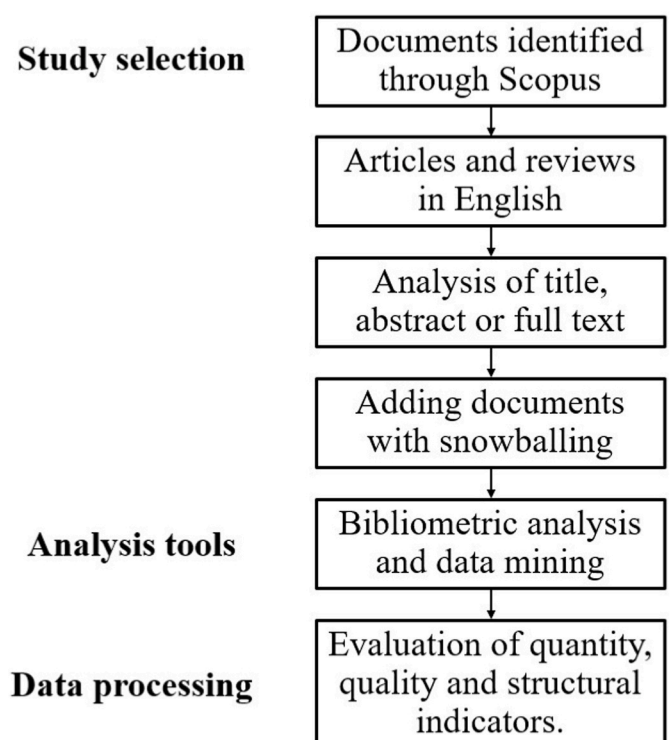 Study selection
Documents identified
through Scopus
Articles and reviews
in English
Analysis of title,
abstract or full text
Adding documents
with snowballing
Analysis tools
Bibliometric analysis
and data mining
Data processing
Evaluation of quantity,
quality and structural
indicators.